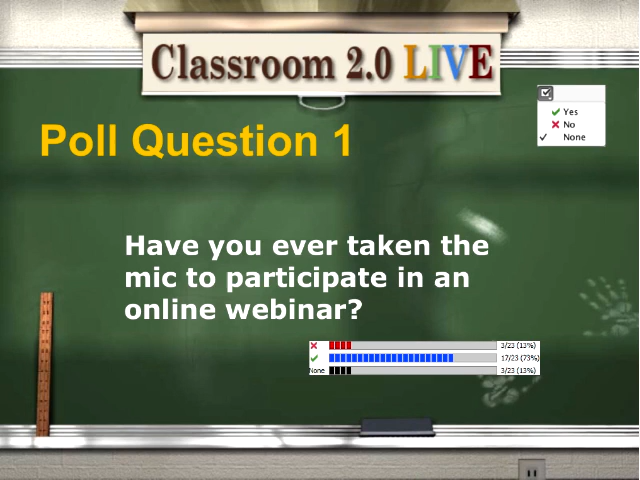 Classroom 2.0 LIVE
Yes
No
None
Poll Question 1
Have you ever taken the
mic to participate in an
online webinar?
3/23 (13%)
17/23 (73%)
None 3/23 (13%)